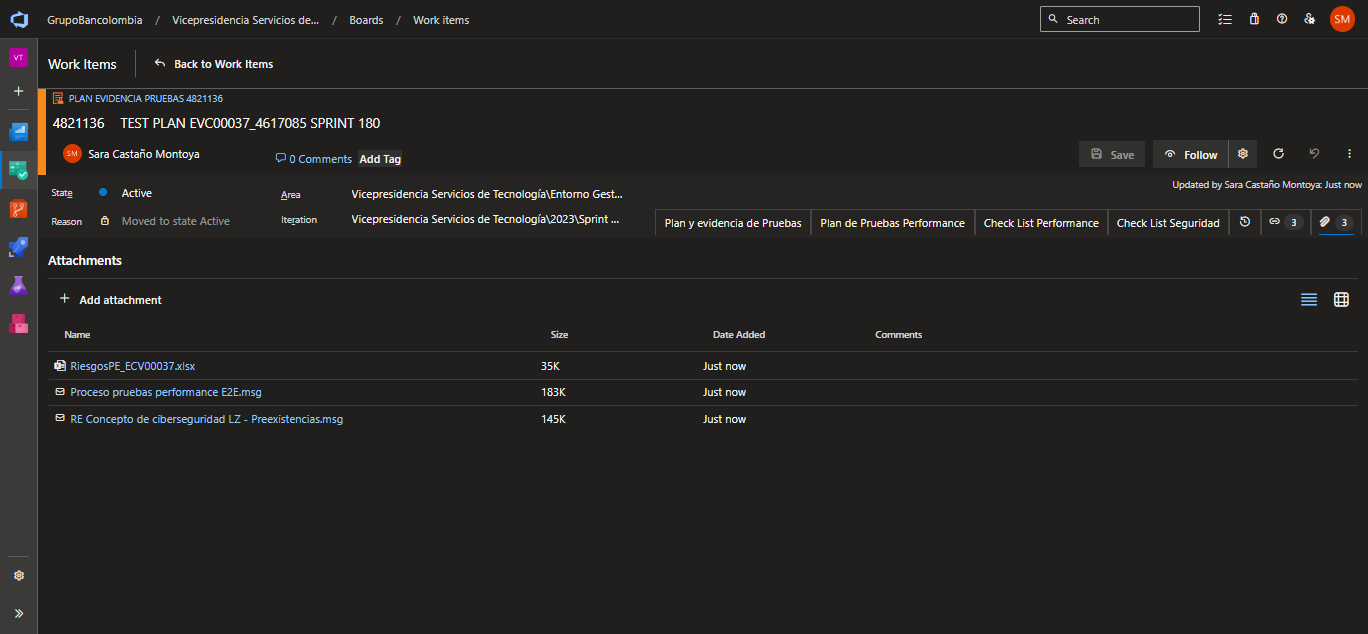 GrupoBancolombia / Vicepresidencia Servicios de... / Boards / Work items
Search
SM
VT
Work Items
Back to Work Items
PLAN EVIDENCIA PRUEBAS 4821136
4821136 TEST PLAN EVC00037_4617085 SPRINT 180
SM Sara Castaño Montoya
0 Comments
Add Tag
Save
Follow
Updated by Sara Castaño Montoya: Just now
State Active
Area Vicepresidencia Servicios de Tecnología\Entorno Gest...
Reason Moved to state Active
Iteration Vicepresidencia Servicios de Tecnología\2023\Sprint ...
Plan y evidencia de Pruebas
Plan de Pruebas Performance
Check List Performance
Check List Seguridad
3
3
Attachments
Add attachment
Name Size Date Added Comments
RiesgosPE_ECV00037.xlsx 35K Just now
Proceso pruebas performance E2E.msg 183K Just now
RE Concepto de ciberseguridad LZ - Preexistencias.msg 145K Just now